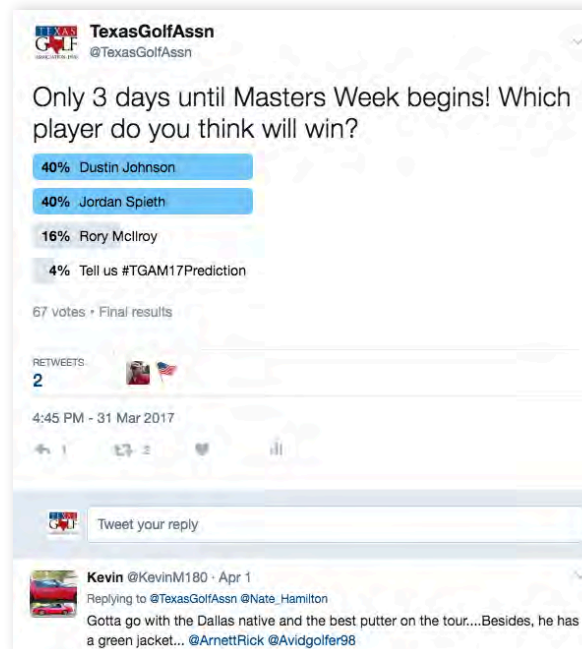 TEXAS
GOLF
TexasGolfAssn
@TexasGolfAssn
Only 3 days until Masters Week begins! Which
player do you think will win?
40% Dustin Johnson
40% Jordan Spieth
16% Rory McIlroy
4% Tell us #TGAM17Prediction
67 votes • Final results
RETWEETS
2
4:45 PM - 31 Mar 2017
1 2
TEXAS
GOLF
Tweet your reply
Kevin @KevinM180 · Apr 1
Replying to @TexasGolfAssn @Nate_Hamilton
Gotta go with the Dallas native and the best putter on the tour....Besides, he has
a green jacket... @ArnettRick @Avidgolfer98